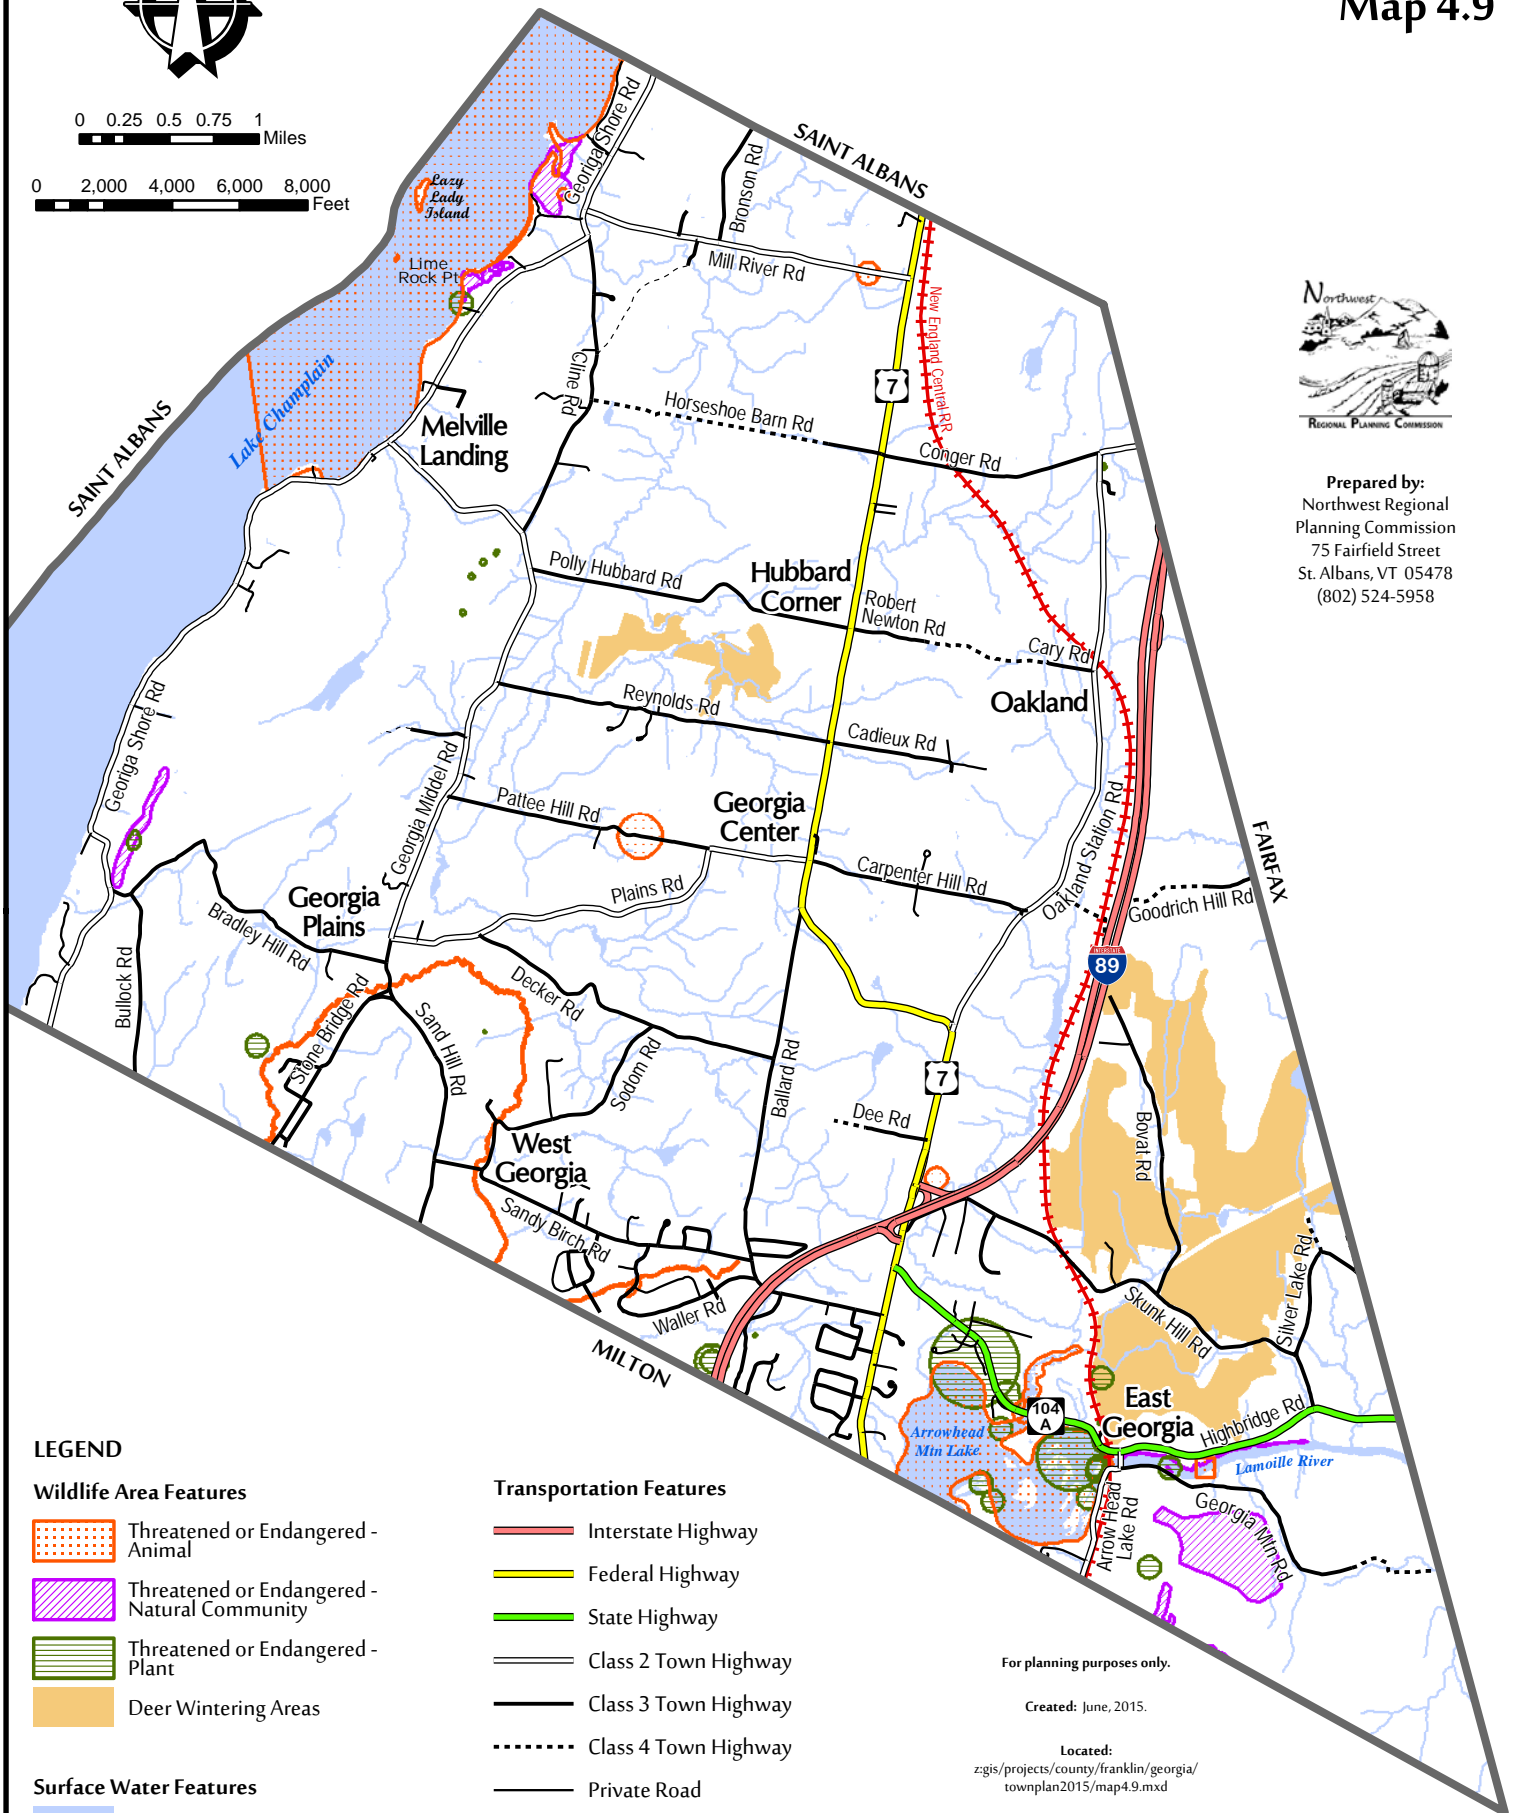 Map 4.9
0 0.25 0.5 0.75 1
Miles
0 2,000 4,000 6,000 8,000
Feet
SAINT ALBANS
Georiga Shore Rd
Bronson Rd
Lazy
Lady
Island
Lime
Rock Pt
Mill River Rd
New England Central RR
Northwest
REGIONAL PLANNING COMMISSION
Cline Rd
7
Lake Champlain
SAINT ALBANS
Horseshoe Barn Rd
Melville
Landing
Conger Rd
Prepared by:
Northwest Regional
Planning Commission
75 Fairfield Street
St. Albans, VT 05478
(802) 524-5958
Polly Hubbard Rd
Hubbard
Corner
Robert
Newton Rd
Cary Rd
Oakland
Reynolds Rd
Cadieux Rd
Georiga Shore Rd
Georgia Middel Rd
Pattee Hill Rd
Georgia
Center
Oakland Station Rd
FAIRFAX
Carpenter Hill Rd
Plains Rd
Goodrich Hill Rd
Georgia
Plains
Bradley Hill Rd
Bullock Rd
INTERSTATE
89
Decker Rd
Stone Bridge Rd
Sand Hill Rd
Sodom Rd
Ballard Rd
7
Dee Rd
Bovat Rd
West
Georgia
Sandy Birch Rd
Silver Lake Rd
Skunk Hill Rd
Waller Rd
MILTON
104
A
East
Georgia
Highbridge Rd
Arrowhead
Mtn Lake
Lamoille River
Arrow Head
Lake Rd
Georgia Mtn Rd
LEGEND
Wildlife Area Features
Threatened or Endangered -
Animal
Threatened or Endangered -
Natural Community
Threatened or Endangered -
Plant
Deer Wintering Areas
Surface Water Features
Transportation Features
Interstate Highway
Federal Highway
State Highway
Class 2 Town Highway
Class 3 Town Highway
Class 4 Town Highway
Private Road
For planning purposes only.
Created: June, 2015.
Located:
z:gis/projects/county/franklin/georgia/
townplan2015/map4.9.mxd